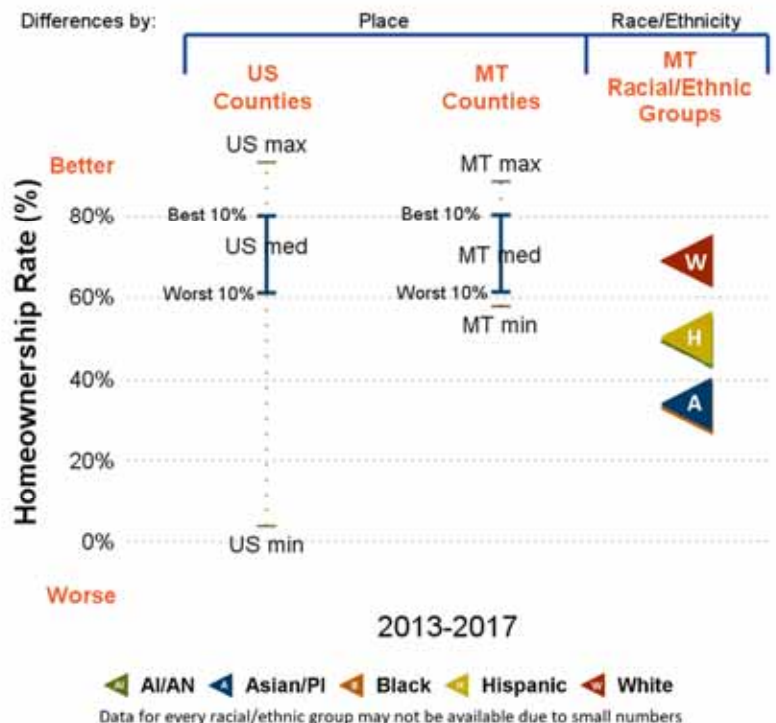 Differences by: Place Race/Ethnicity
US Counties
MT Counties
MT Racial/Ethnic Groups
Homeownership Rate (%)
Better
US max
MT max
80%
Best 10%
Best 10%
US med
MT med
W
60%
Worst 10%
Worst 10%
MT min
H
40%
A
20%
0%
US min
Worse
2013-2017
AI AI/AN A Asian/PI B Black H Hispanic W White
Data for every racial/ethnic group may not be available due to small numbers